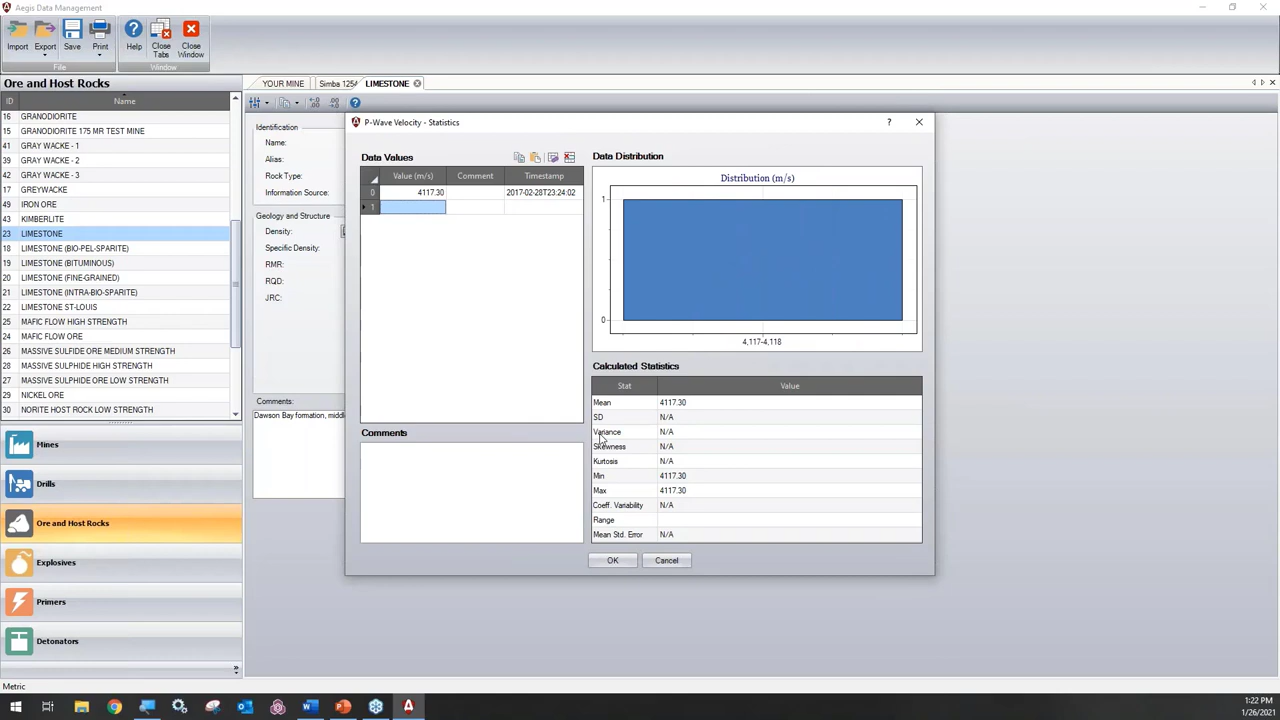 Aegis Data Management
Import
Export
Save
Print
Help
Close Tabs
Close Window
File
Window
Ore and Host Rocks
YOUR MINE
Simba 125
LIMESTONE
ID Name
16 GRANODIORITE
15 GRANODIORITE 175 MR TEST MINE
41 GRAY WACKE - 1
39 GRAY WACKE - 2
42 GRAY WACKE - 3
17 GREYWACKE
49 IRON ORE
43 KIMBERLITE
23 LIMESTONE
18 LIMESTONE (BIO-PEL-SPARITE)
19 LIMESTONE (BITUMINOUS)
20 LIMESTONE (FINE-GRAINED)
21 LIMESTONE (INTRA-BIO-SPARITE)
22 LIMESTONE ST-LOUIS
25 MAFIC FLOW HIGH STRENGTH
24 MAFIC FLOW ORE
26 MASSIVE SULFIDE ORE MEDIUM STRENGTH
28 MASSIVE SULPHIDE HIGH STRENGTH
27 MASSIVE SULPHIDE ORE LOW STRENGTH
29 NICKEL ORE
30 NORITE HOST ROCK LOW STRENGTH
Mines
Drills
Ore and Host Rocks
Explosives
Primers
Detonators
Identification
Name:
Alias:
Rock Type:
Information Source:
Geology and Structure
Density:
Specific Density:
RMR:
RQD:
JRC:
Comments:
Dawson Bay formation, middl
P-Wave Velocity - Statistics
Data Values
Value (m/s) Comment Timestamp
0 4117.30 2017-02-28T23:24:02
1
Comments
Data Distribution
Distribution (m/s)
1
0
4,117-4,118
Calculated Statistics
Stat Value
Mean 4117.30
SD N/A
Variance N/A
Skewness N/A
Kurtosis N/A
Min 4117.30
Max 4117.30
Coeff. Variability N/A
Range
Mean Std. Error N/A
OK
Cancel
Metric
1:22 PM
1/26/2021